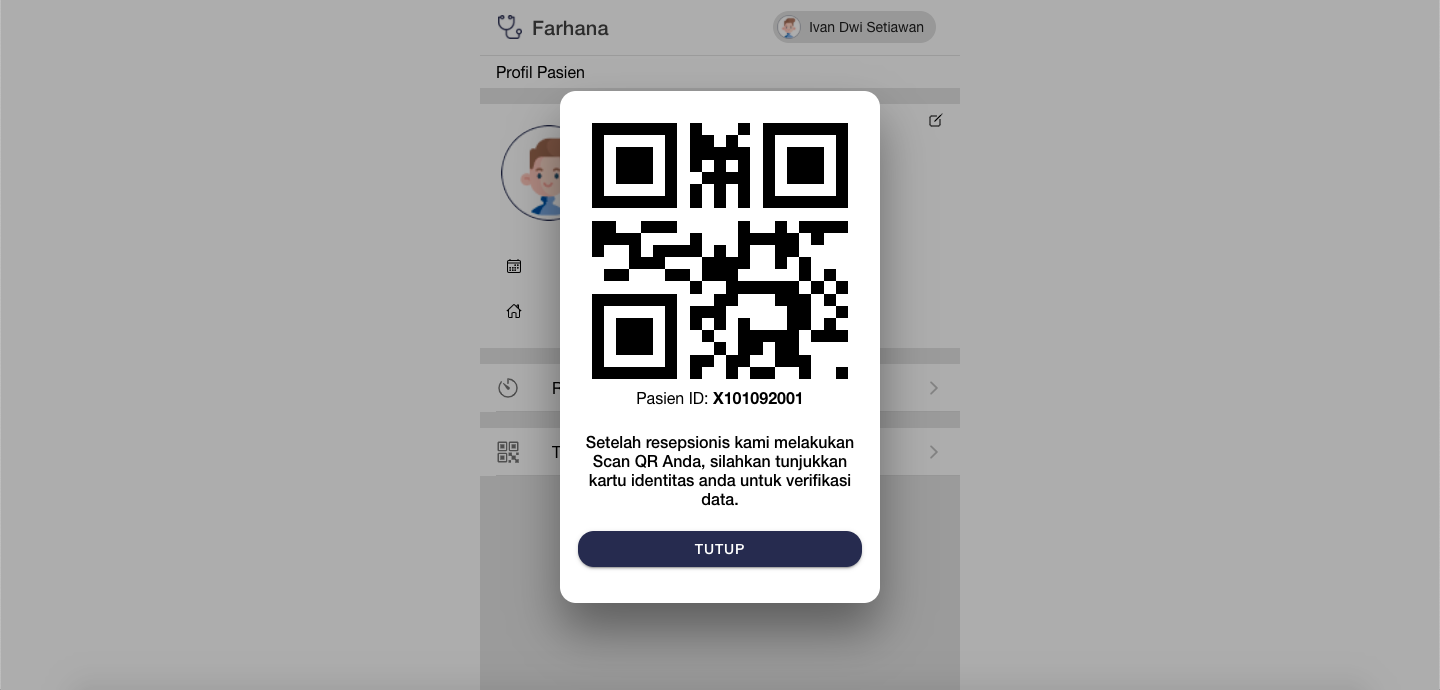 Farhana
Ivan Dwi Setiawan
Profil Pasien
Pasien ID: X101092001
Setelah resepsionis kami melakukan
Scan QR Anda, silahkan tunjukkan
kartu identitas anda untuk verifikasi
data.
TUTUP